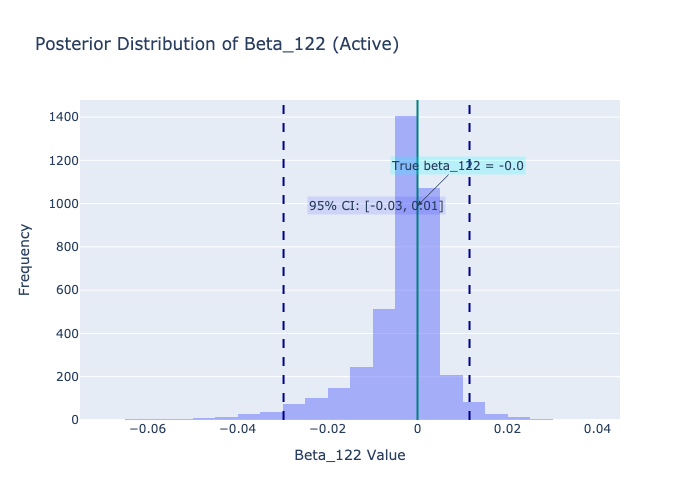 Posterior Distribution of Beta_122 (Active)
1400
1200
1000
800
600
400
200
0
Frequency
True beta_122 = -0.0
95% CI: [-0.03, 0.01]
−0.06
−0.04
−0.02
0
0.02
0.04
Beta_122 Value